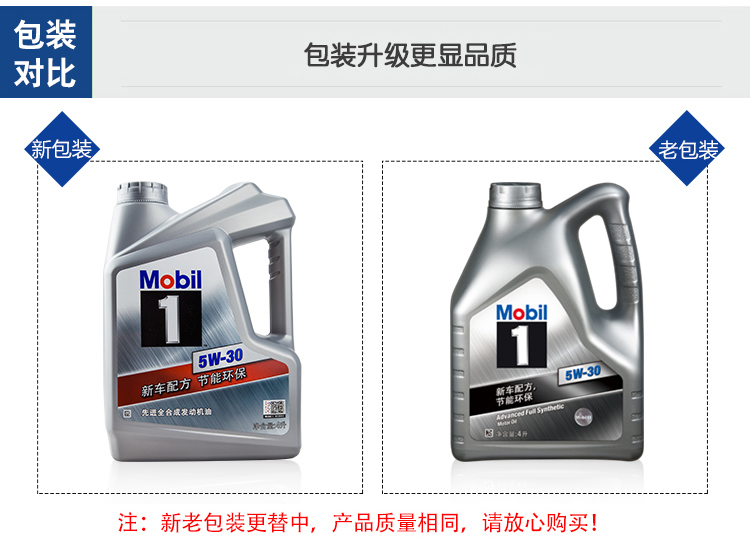 包装
对比
包装升级更显品质
新包装
老包装
Mobil
1
5W-30
新车配方 节能环保
先进全合成发动机油
净含量:4升
Mobil
1
5W-30
新车配方,
节能环保
Advanced Full Synthetic
Motor Oil
净含量:4升
注：新老包装更替中，产品质量相同，请放心购买！